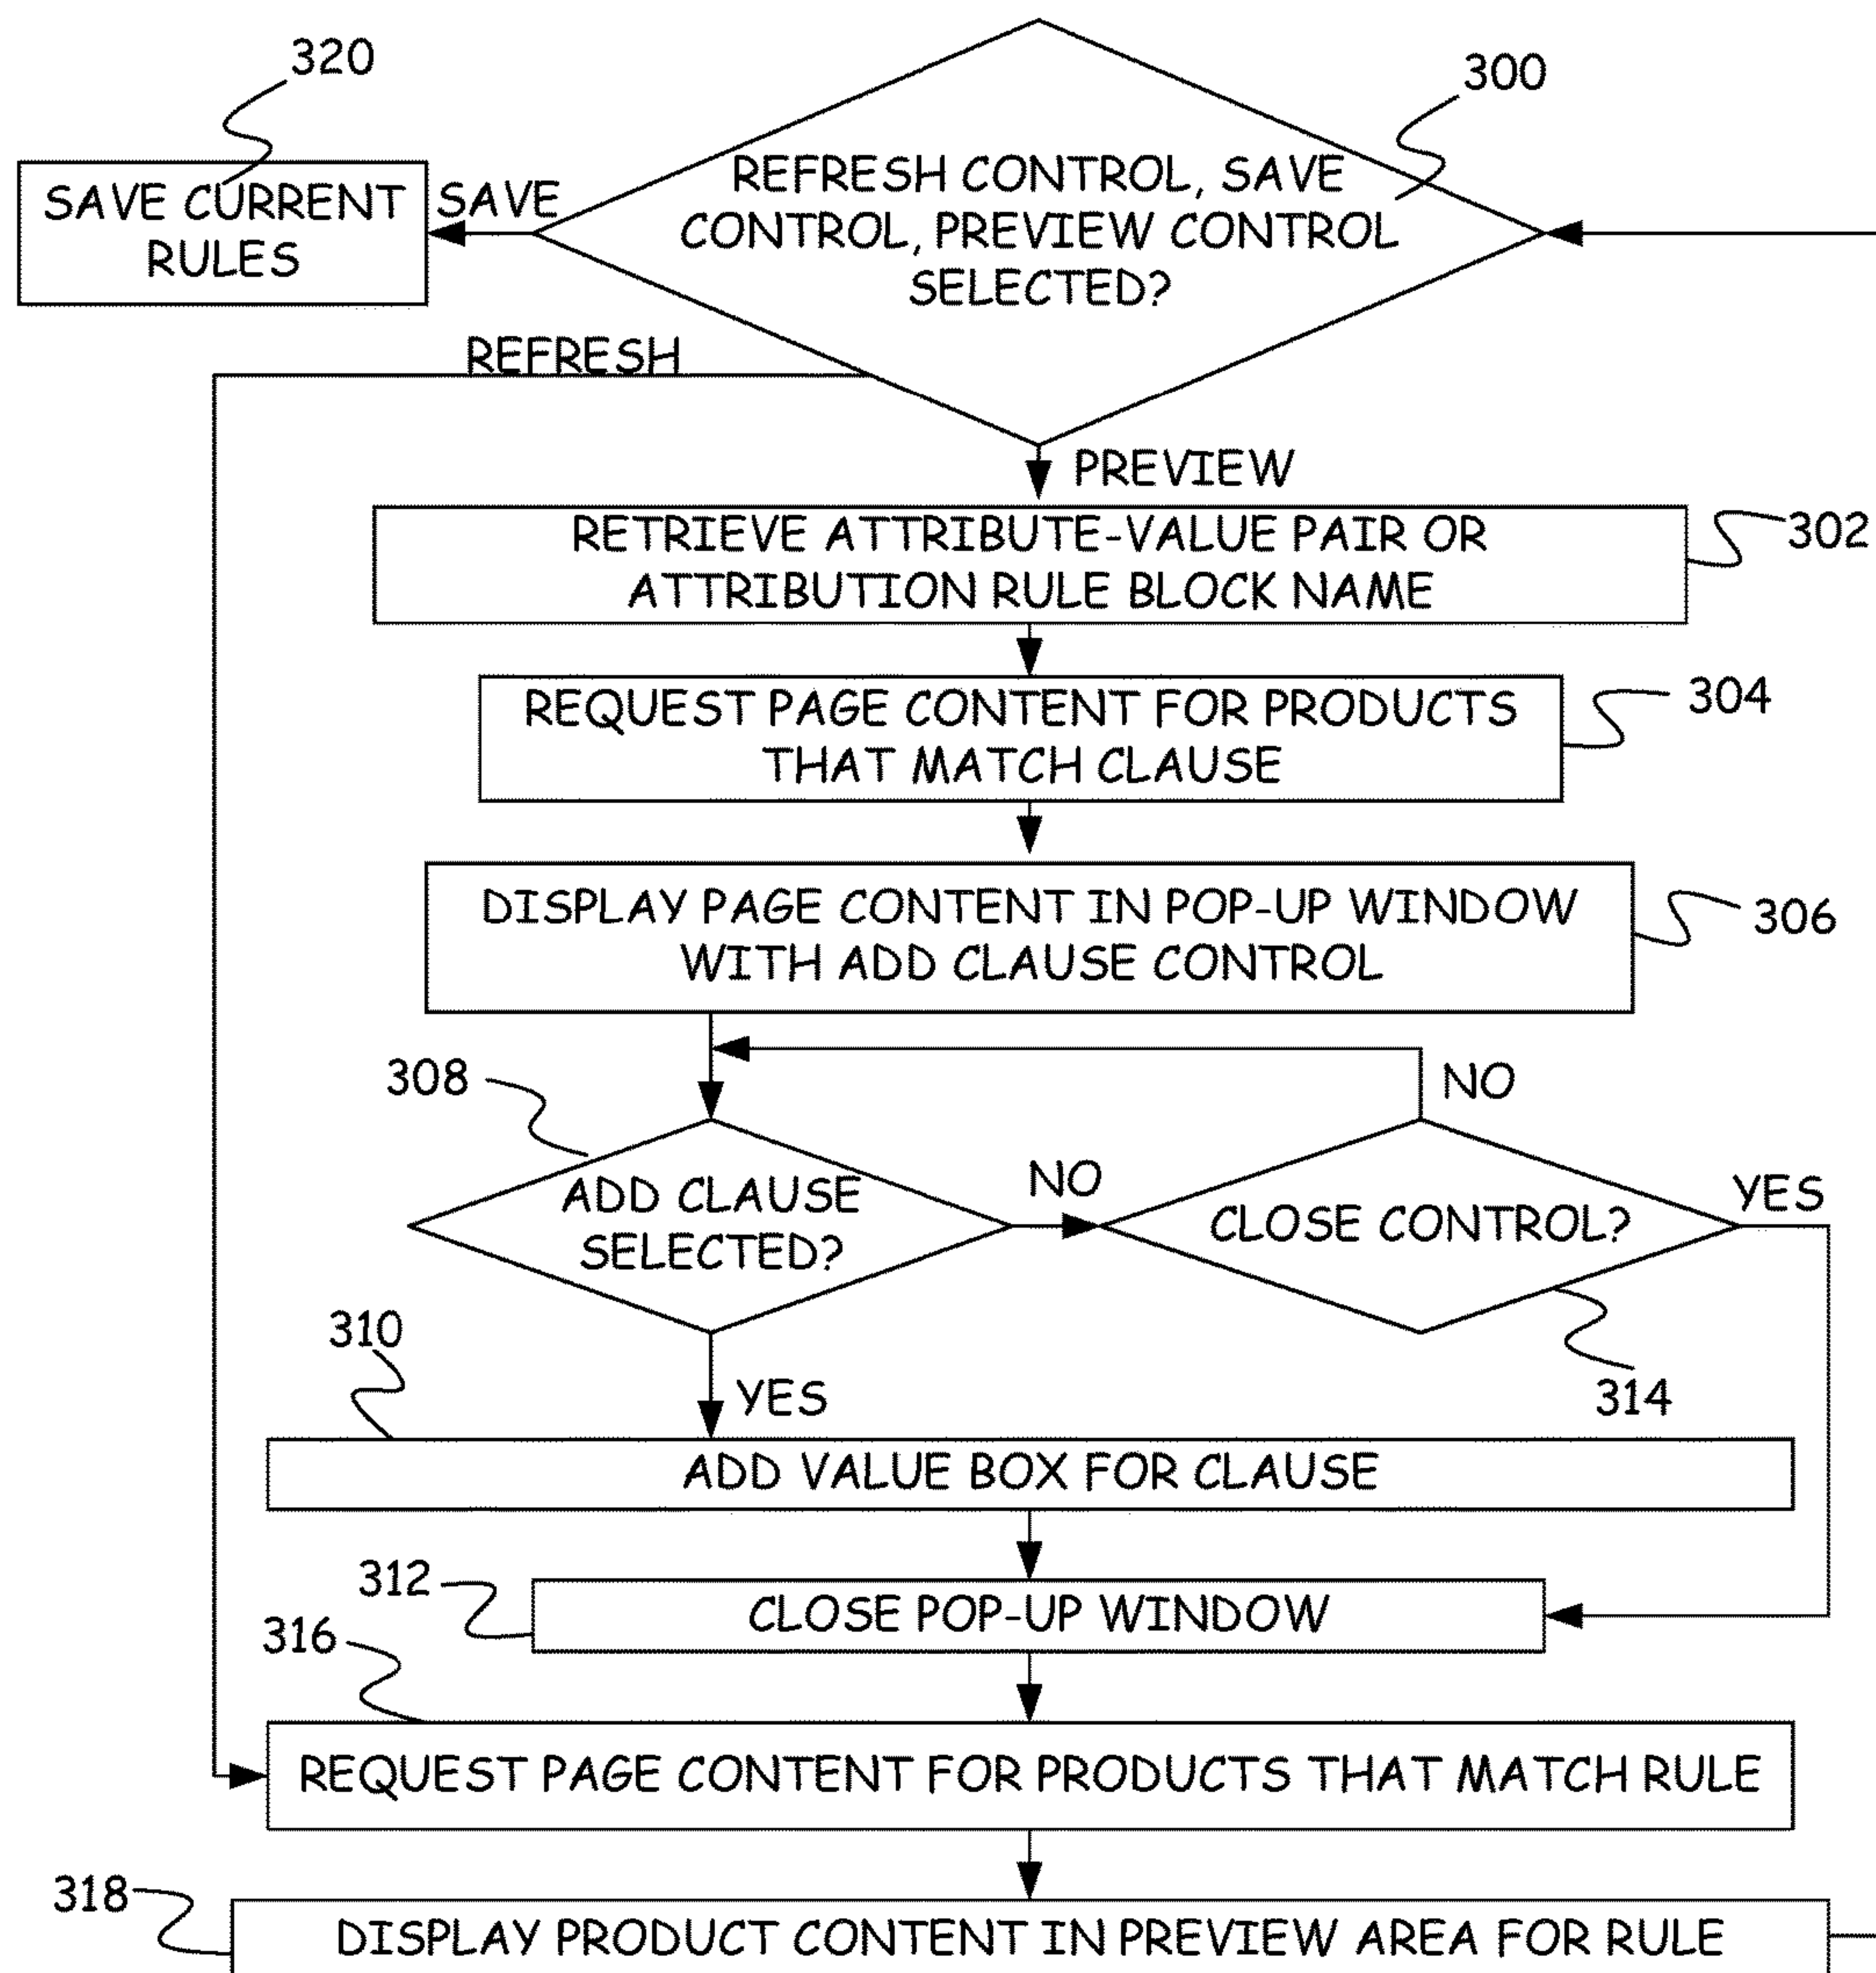 320
300
REFRESH CONTROL, SAVE
CONTROL, PREVIEW CONTROL
SELECTED?
SAVE CURRENT
RULES
SAVE
REFRESH
PREVIEW
RETRIEVE ATTRIBUTE-VALUE PAIR OR
ATTRIBUTION RULE BLOCK NAME
302
REQUEST PAGE CONTENT FOR PRODUCTS
THAT MATCH CLAUSE
304
DISPLAY PAGE CONTENT IN POP-UP WINDOW
WITH ADD CLAUSE CONTROL
306
308
NO
ADD CLAUSE
SELECTED?
NO
CLOSE CONTROL?
YES
310
YES
314
ADD VALUE BOX FOR CLAUSE
312
CLOSE POP-UP WINDOW
316
REQUEST PAGE CONTENT FOR PRODUCTS THAT MATCH RULE
318
DISPLAY PRODUCT CONTENT IN PREVIEW AREA FOR RULE